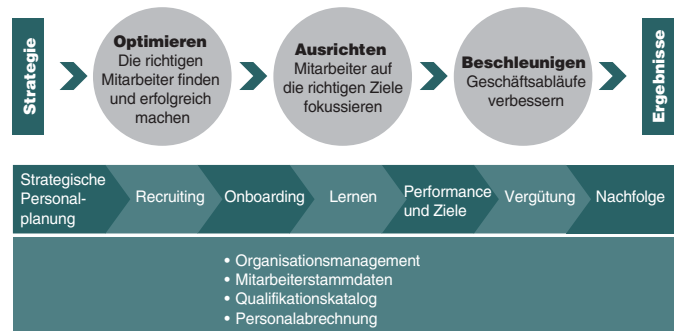 Strategie
Optimieren
Die richtigen
Mitarbeiter finden
und erfolgreich
machen
Ausrichten
Mitarbeiter auf
die richtigen Ziele
fokussieren
Beschleunigen
Geschäftsabläufe
verbessern
Ergebnisse
Strategische
Personal-
planung
Recruiting
Onboarding
Lernen
Performance
und Ziele
Vergütung
Nachfolge
• Organisationsmanagement
• Mitarbeiterstammdaten
• Qualifikationskatalog
• Personalabrechnung